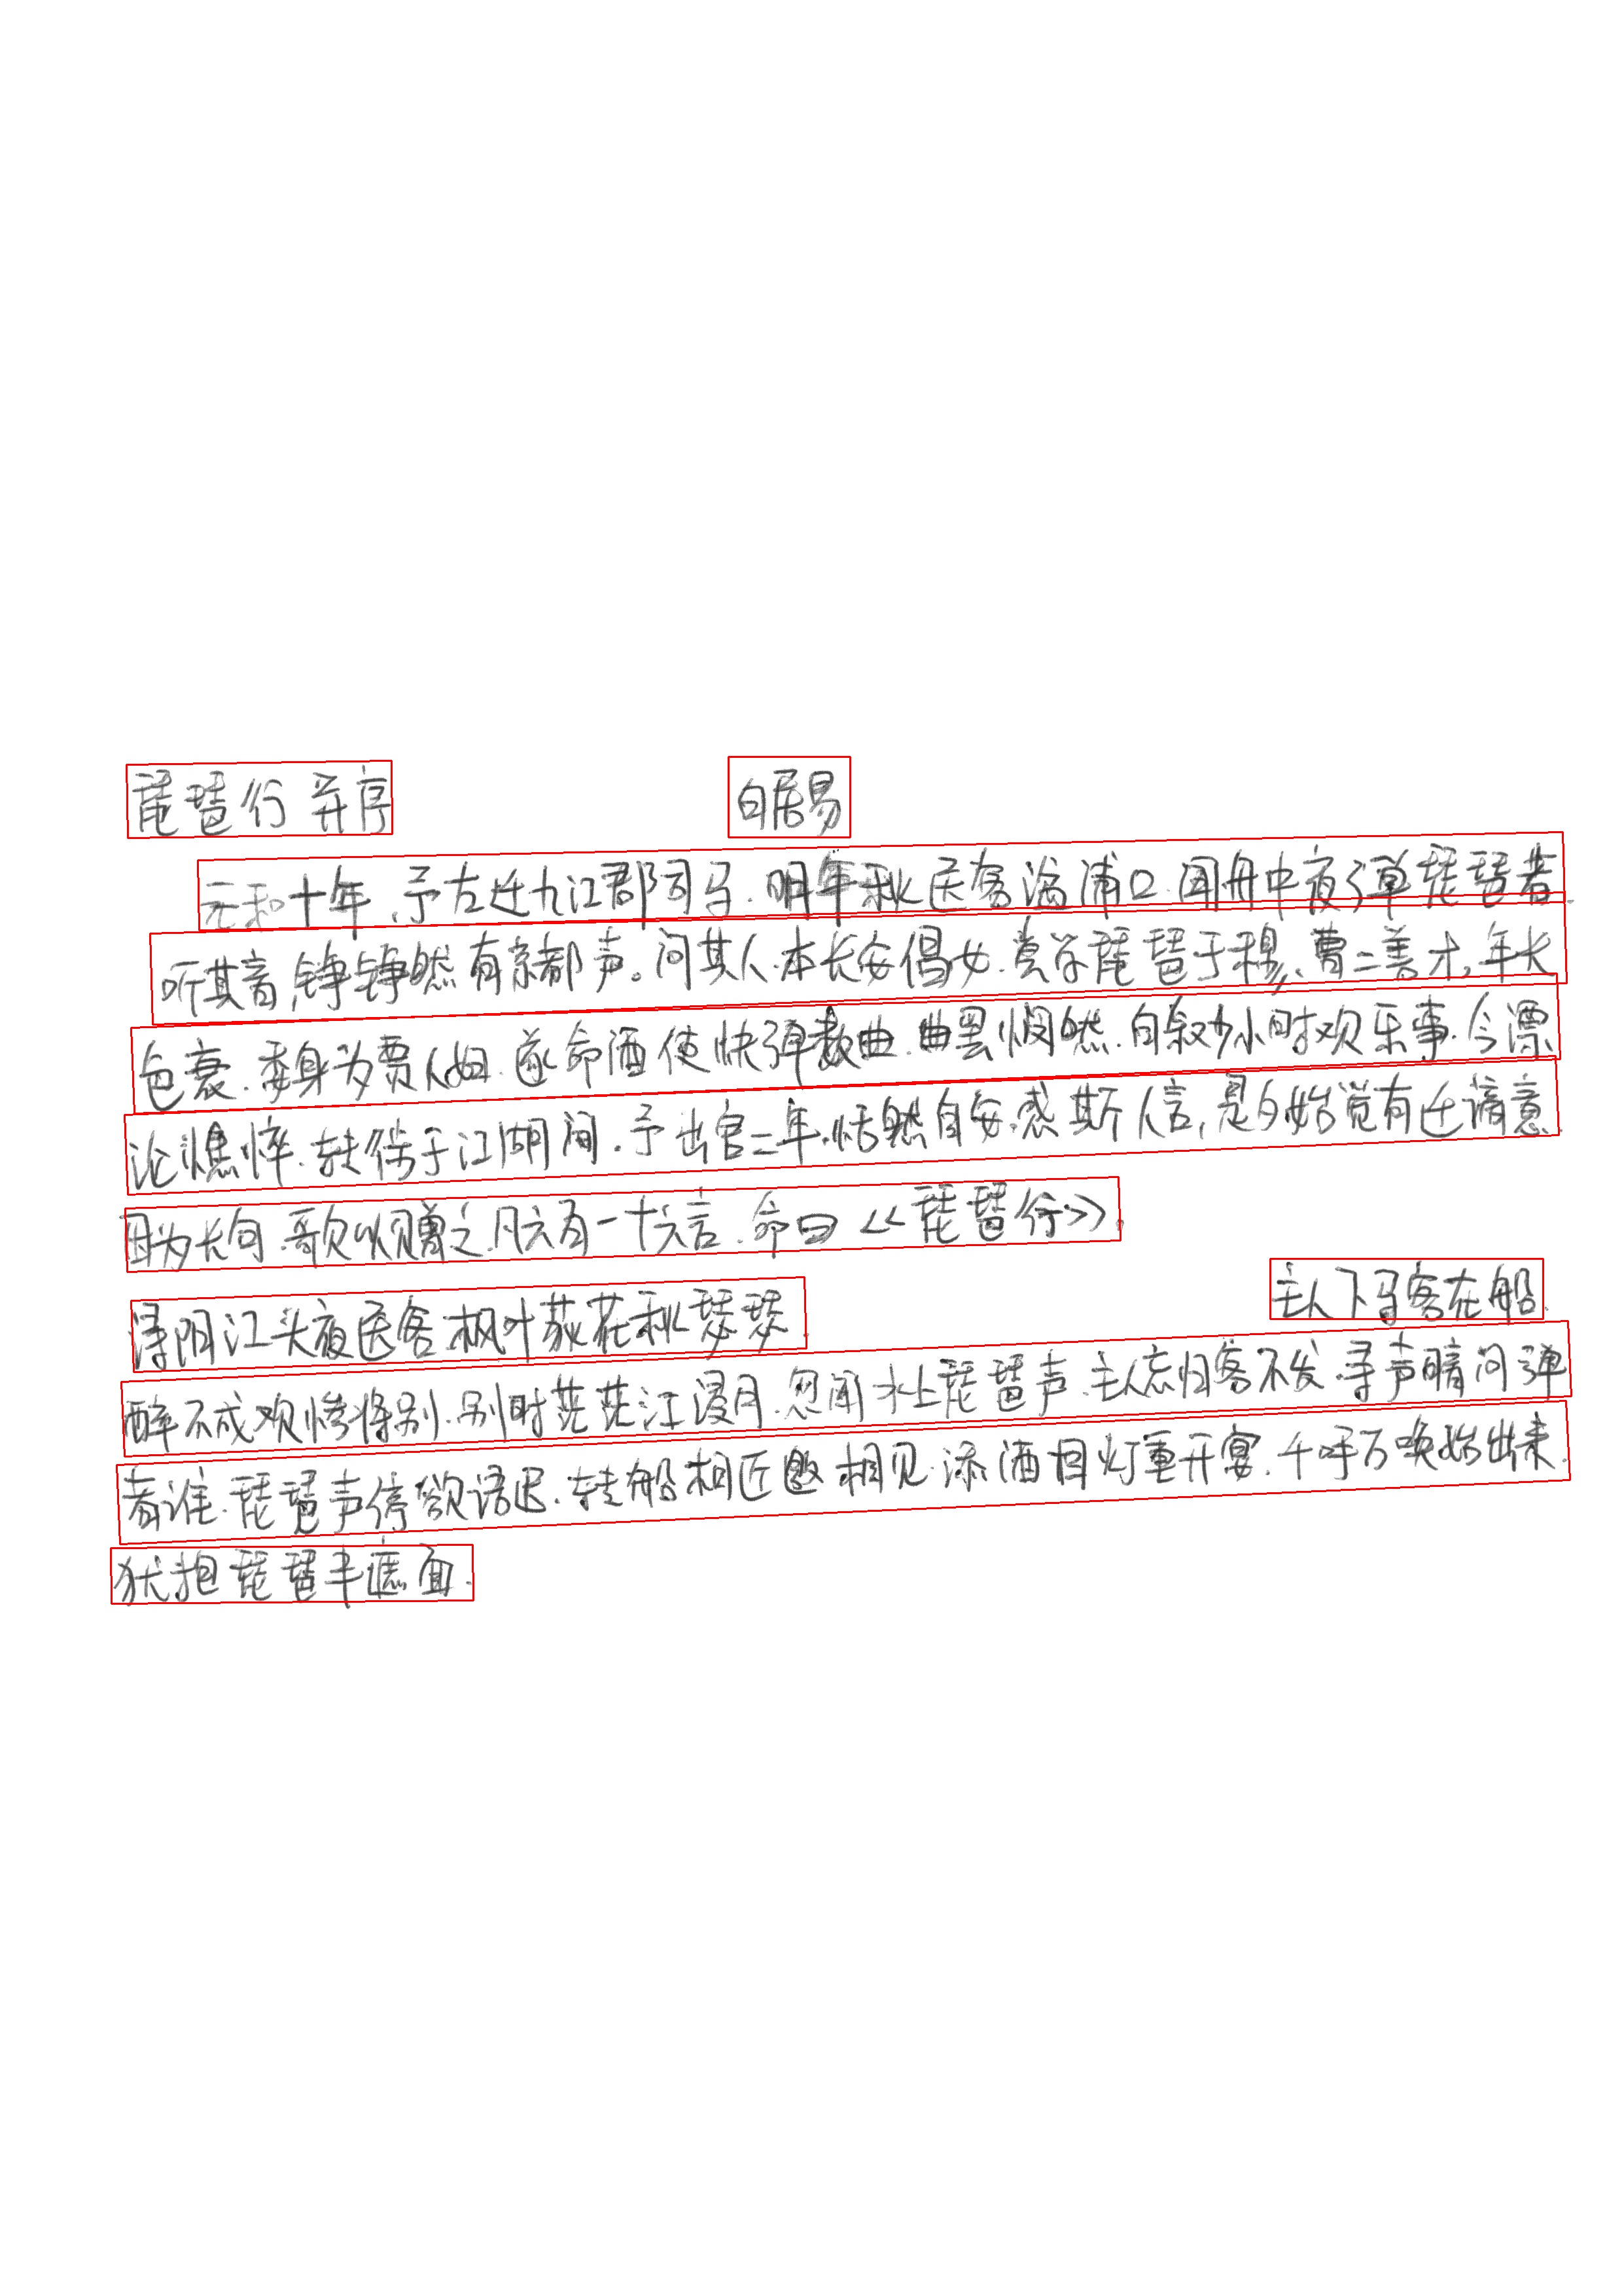 琵琶行 并序 白居易
元和十年,予左迁九江郡司马.明年秋送客湓浦口.闻舟中夜弹琵琶者
听其音,铮铮然有京都声。问其人.本长安倡女.尝学琵琶于穆、曹二善才,年长
色衰.委身为贾人妇.遂命酒使快弹数曲.曲罢悯然.自叙少小时欢乐事.今漂
沦憔悴.转徙于江湖间.予出官二年.恬然自安.感斯人言,是夕始觉有迁谪意.
因为长句.歌以赠之.凡六百一十六言.命曰<<琵琶行>>.
浔阳江头夜送客.枫叶荻花秋瑟瑟. 主人下马客在船.
醉不成欢惨将别.别时茫茫江浸月.忽闻水上琵琶声.主人忘归客不发.寻声暗问弹
者谁.琵琶声停欲语迟.转船相近邀相见.添酒回灯重开宴.千呼万唤始出来.
犹抱琵琶半遮面.